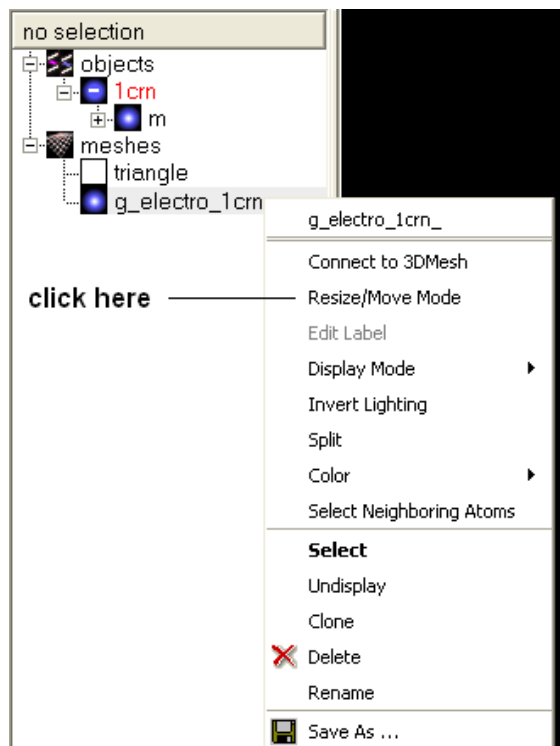 no selection
objects
1crn
m
meshes
triangle
g_electro_1crn_
g_electro_1crn_
Connect to 3DMesh
click here
Resize/Move Mode
Edit Label
Display Mode
Invert Lighting
Split
Color
Select Neighboring Atoms
Select
Undisplay
Clone
Delete
Rename
Save As ...